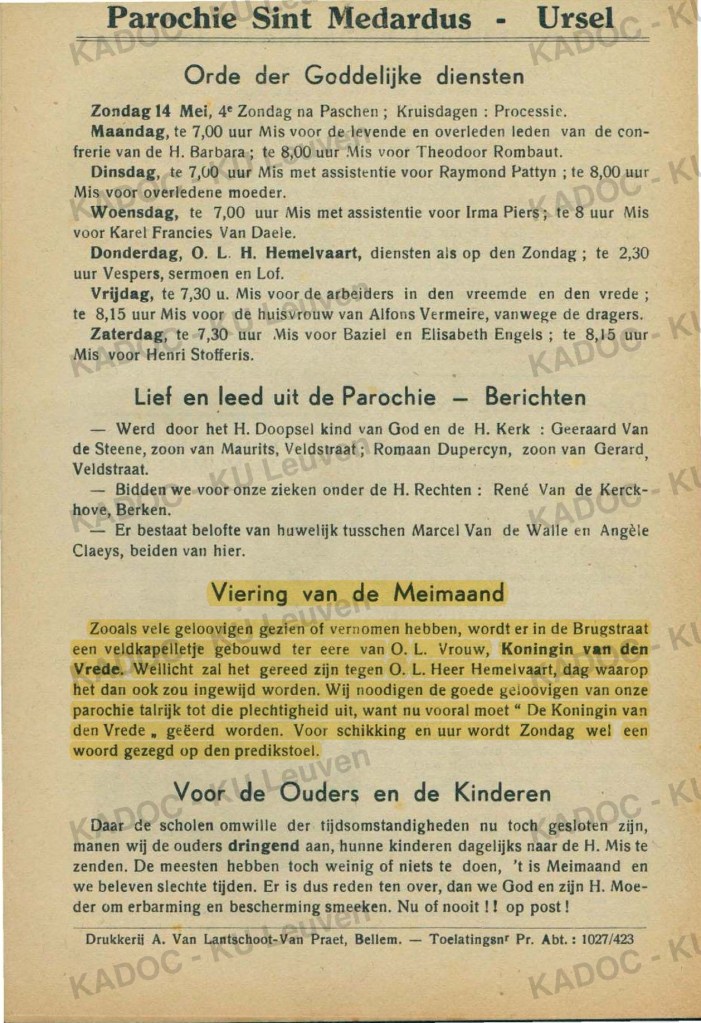 Parochie Sint Medardus - Ursel
Orde der Goddelijke diensten
Zondag 14 Mei, 4e Zondag na Paschen ; Kruisdagen : Processie.
Maandag, te 7,00 uur Mis voor de levende en overleden leden van de con-
frerie van de H. Barbara ; te 8,00 uur Mis voor Theodoor Rombaut.
Dinsdag, te 7,00 uur Mis met assistentie voor Raymond Pattyn ; te 8,00 uur
Mis voor overledene moeder.
Woensdag, te 7,00 uur Mis met assistentie voor Irma Piers ; te 8 uur Mis
voor Karel Francies Van Daele.
Donderdag, O. L. H. Hemelvaart, diensten als op den Zondag ; te 2,30
uur Vespers, sermoen en Lof.
Vrijdag, te 7,30 u. Mis voor de arbeiders in den vreemde en den vrede ;
te 8,15 uur Mis voor de huisvrouw van Alfons Vermeire, vanwege de dragers.
Zaterdag, te 7,30 uur Mis voor Baziel en Elisabeth Engels ; te 8,15 uur
Mis voor Henri Stofferis.
Lief en leed uit de Parochie — Berichten
— Werd door het H. Doopsel kind van God en de H. Kerk : Geeraard Van
de Steene, zoon van Maurits, Veldstraat ; Romaan Dupercyn, zoon van Gerard,
Veldstraat.
— Bidden we voor onze zieken onder de H. Rechten : René Van de Kerck-
hove, Berken.
— Er bestaat belofte van huwelijk tusschen Marcel Van de Walle en Angèle
Claeys, beiden van hier.
Viering van de Meimaand
Zooals vele geloovigen gezien of vernomen hebben, wordt er in de Brugstraat
een veldkapelletje gebouwd ter eere van O. L. Vrouw, Koningin van den
Vrede. Wellicht zal het gereed zijn tegen O. L. Heer Hemelvaart, dag waarop
het dan ook zou ingewijd worden. Wij noodigen de goede geloovigen van onze
parochie talrijk tot die plechtigheid uit, want nu vooral moet “ De Koningin van
den Vrede „ geëerd worden. Voor schikking en uur wordt Zondag wel een
woord gezegd op den predikstoel.
Voor de Ouders en de Kinderen
Daar de scholen omwille der tijdsomstandigheden nu toch gesloten zijn,
manen wij de ouders dringend aan, hunne kinderen dagelijks naar de H. Mis te
zenden. De meesten hebben toch weinig of niets te doen, 't is Meimaand en
we beleven slechte tijden. Er is dus reden ten over, dan we God en zijn H. Moe-
der om erbarming en bescherming smeeken. Nu of nooit !! op post !
Drukkerij A. Van Lantschoot-Van Praet, Bellem. — Toelatingsnr Pr. Abt. : 1027/423
KADOC - KU Leuven